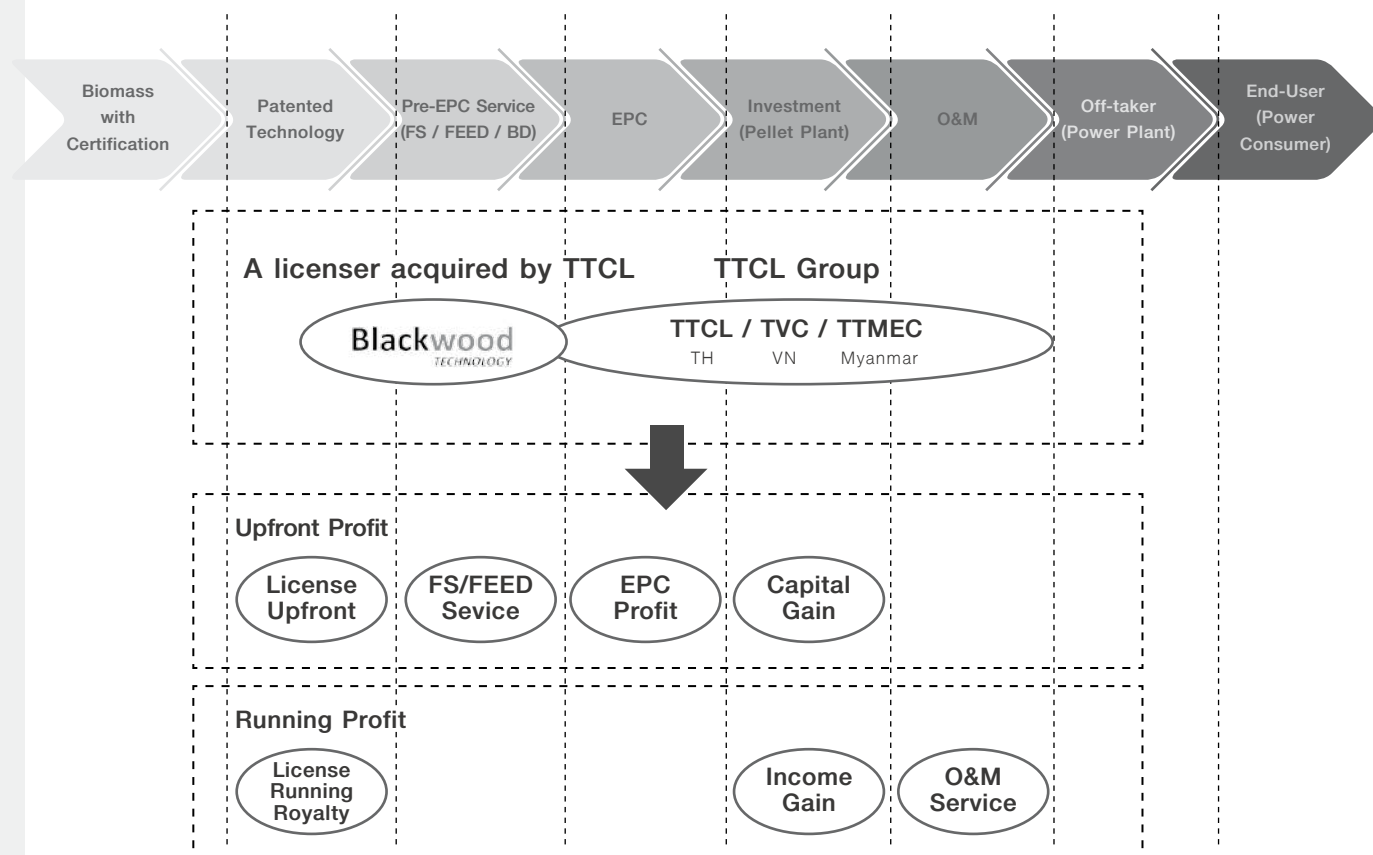 Biomass
with
Certification
Patented
Technology
Pre-EPC Service
(FS / FEED / BD)
EPC
Investment
(Pellet Plant)
O&M
Off-taker
(Power Plant)
End-User
(Power
Consumer)
A licenser acquired by TTCL
TTCL Group
Blackwood
TECHNOLOGY
TTCL / TVC / TTMEC
TH VN Myanmar
Upfront Profit
License
Upfront
FS/FEED
Sevice
EPC
Profit
Capital
Gain
Running Profit
License
Running
Royalty
Income
Gain
O&M
Service